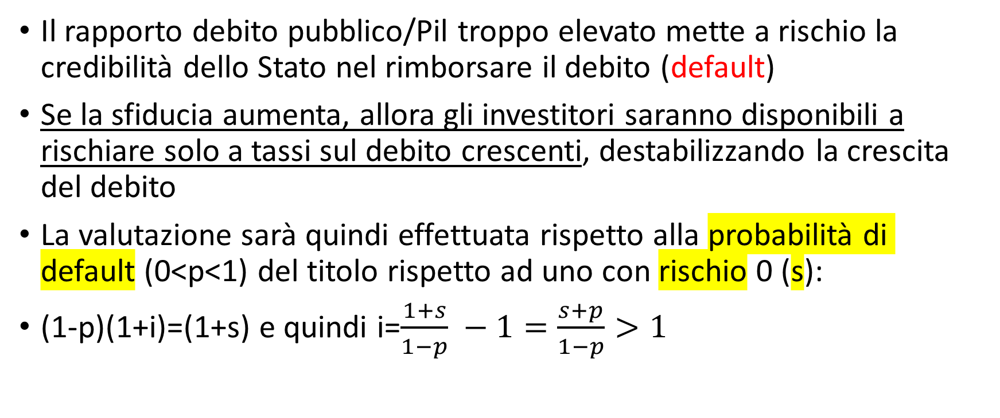 • Il rapporto debito pubblico/Pil troppo elevato mette a rischio la
credibilità dello Stato nel rimborsare il debito (default)
• Se la sfiducia aumenta, allora gli investitori saranno disponibili a
rischiare solo a tassi sul debito crescenti, destabilizzando la crescita
del debito
• La valutazione sarà quindi effettuata rispetto alla probabilità di
default (0<p<1) del titolo rispetto ad uno con rischio 0 (s):
• (1-p)(1+i)=(1+s) e quindi i=\frac{1+s}{1-p} − 1 = \frac{s+p}{1-p} > 1